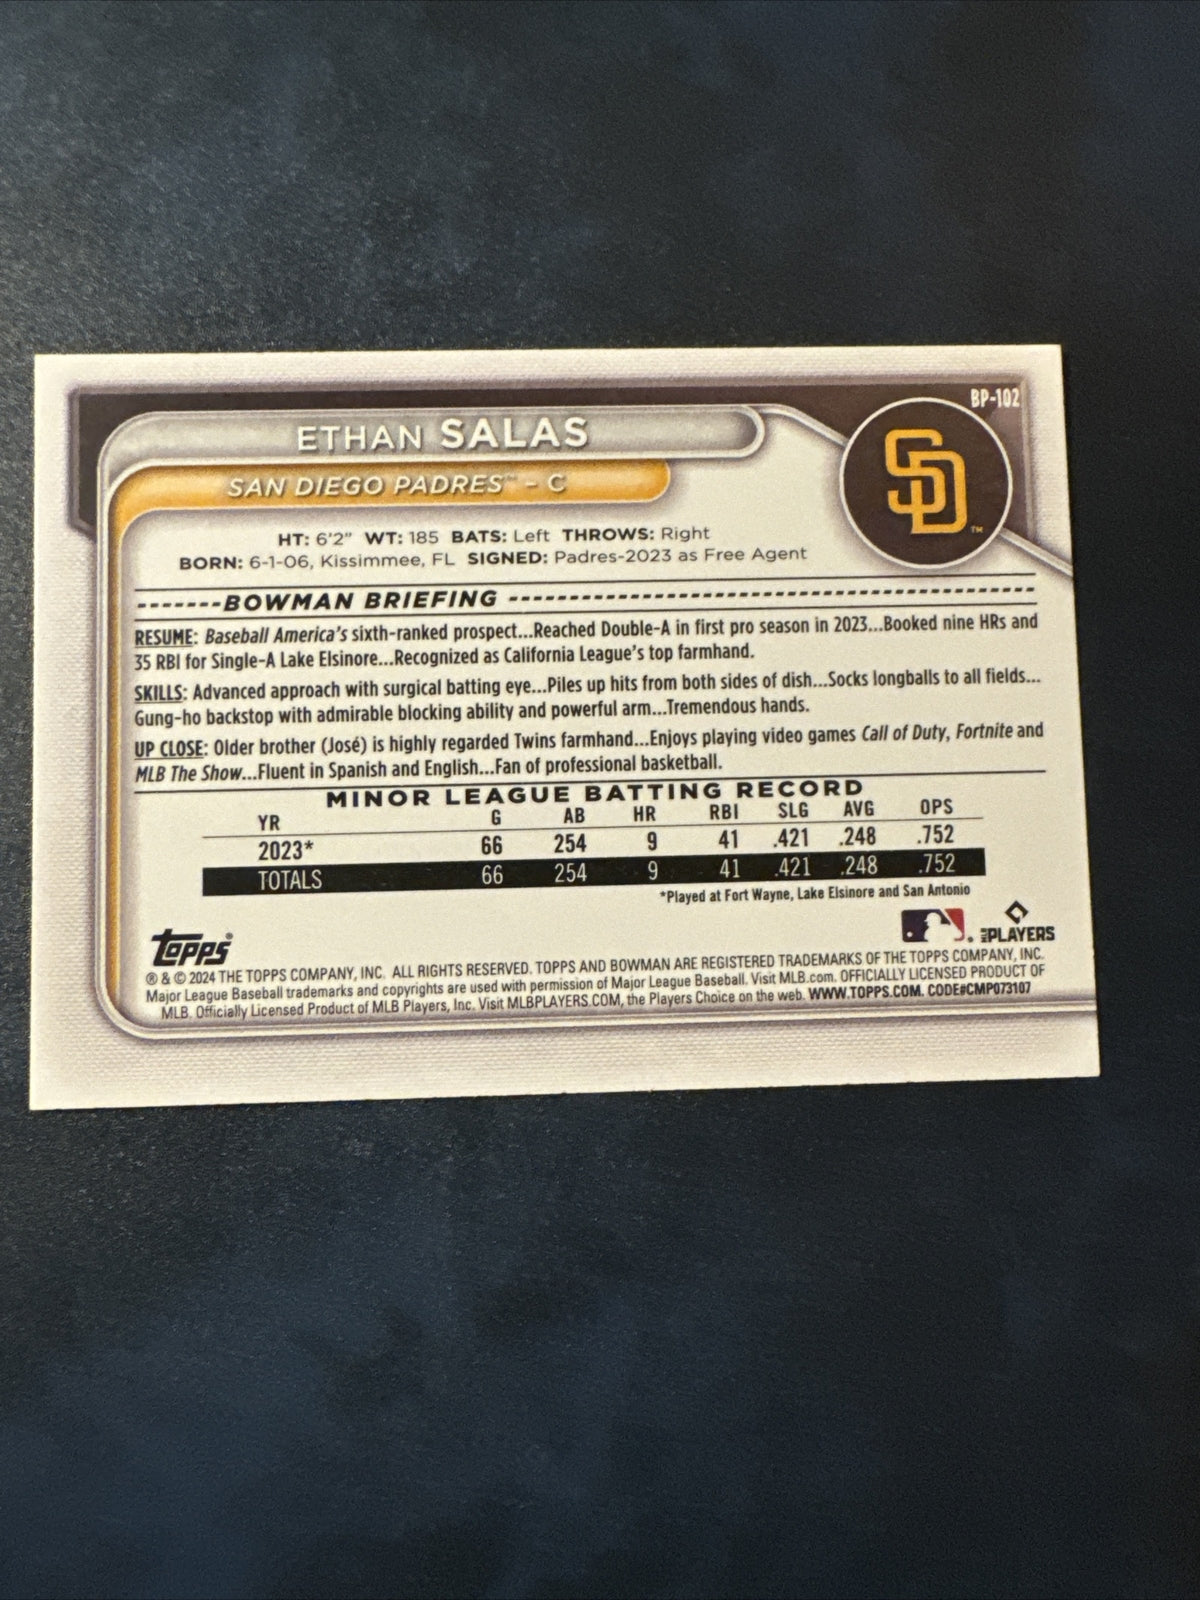 BP-102
ETHAN SALAS
SD™
SAN DIEGO PADRES™ - C
HT: 6'2" WT: 185 BATS: Left THROWS: Right
BORN: 6-1-06, Kissimmee, FL SIGNED: Padres-2023 as Free Agent
-------BOWMAN BRIEFING ------------------------------------------
RESUME: Baseball America's sixth-ranked prospect...Reached Double-A in first pro season in 2023...Booked nine HRs and
35 RBI for Single-A Lake Elsinore...Recognized as California League's top farmhand.
SKILLS: Advanced approach with surgical batting eye...Piles up hits from both sides of dish...Socks longballs to all fields...
Gung-ho backstop with admirable blocking ability and powerful arm...Tremendous hands.
UP CLOSE: Older brother (José) is highly regarded Twins farmhand...Enjoys playing video games Call of Duty, Fortnite and
MLB The Show...Fluent in Spanish and English...Fan of professional basketball.
MINOR LEAGUE BATTING RECORD
YR G AB HR RBI SLG AVG OPS
2023* 66 254 9 41 .421 .248 .752
TOTALS 66 254 9 41 .421 .248 .752
*Played at Fort Wayne, Lake Elsinore and San Antonio
Topps®
MLB PLAYERS
® & © 2024 THE TOPPS COMPANY, INC. ALL RIGHTS RESERVED. TOPPS AND BOWMAN ARE REGISTERED TRADEMARKS OF THE TOPPS COMPANY, INC.
Major League Baseball trademarks and copyrights are used with permission of Major League Baseball. Visit MLB.com. OFFICIALLY LICENSED PRODUCT OF
MLB. Officially Licensed Product of MLB Players, Inc. Visit MLBPLAYERS.COM, the Players Choice on the web. WWW.TOPPS.COM. CODE#CMP073107